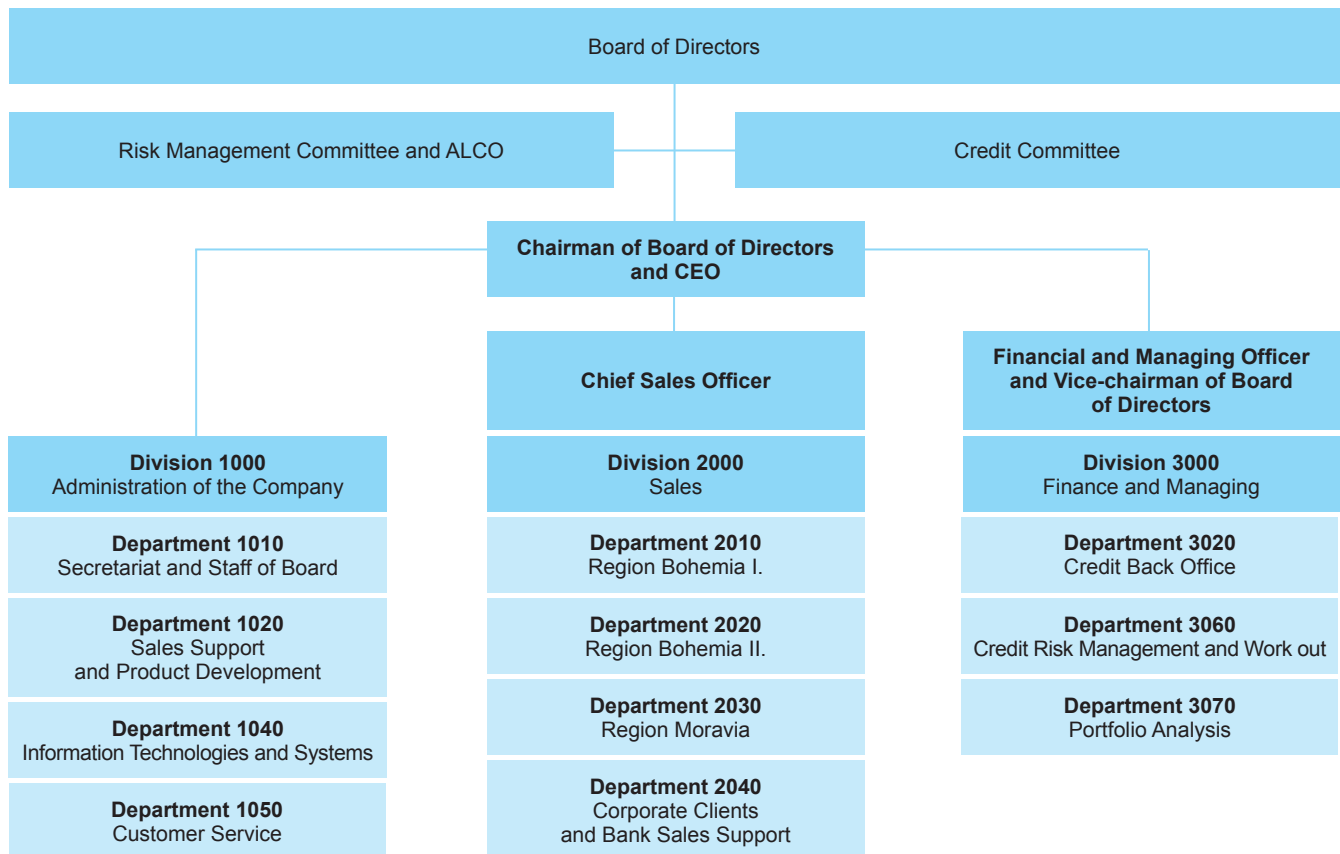 Board of Directors
Risk Management Committee and ALCO
Credit Committee
Chairman of Board of Directors
and CEO
Chief Sales Officer
Financial and Managing Officer
and Vice-chairman of Board
of Directors
Division 1000
Administration of the Company
Department 1010
Secretariat and Staff of Board
Department 1020
Sales Support
and Product Development
Department 1040
Information Technologies and Systems
Department 1050
Customer Service
Division 2000
Sales
Department 2010
Region Bohemia I.
Department 2020
Region Bohemia II.
Department 2030
Region Moravia
Department 2040
Corporate Clients
and Bank Sales Support
Division 3000
Finance and Managing
Department 3020
Credit Back Office
Department 3060
Credit Risk Management and Work out
Department 3070
Portfolio Analysis